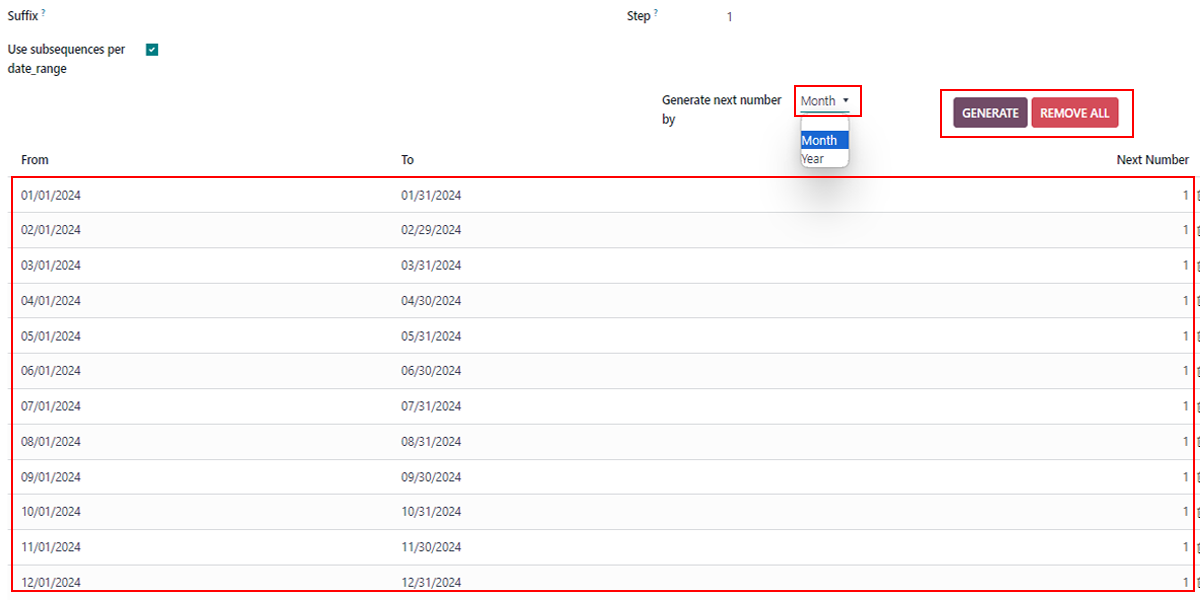 Suffix ?
Step ?
1
Use subsequences per
date_range
Generate next number
by
Month
GENERATE
REMOVE ALL
Month
Year
From To Next Number
01/01/2024 01/31/2024 1
02/01/2024 02/29/2024 1
03/01/2024 03/31/2024 1
04/01/2024 04/30/2024 1
05/01/2024 05/31/2024 1
06/01/2024 06/30/2024 1
07/01/2024 07/31/2024 1
08/01/2024 08/31/2024 1
09/01/2024 09/30/2024 1
10/01/2024 10/31/2024 1
11/01/2024 11/30/2024 1
12/01/2024 12/31/2024 1